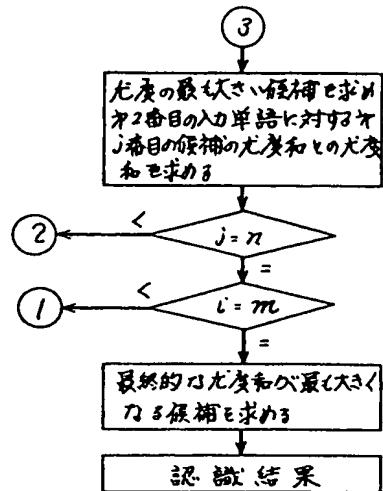 3
尤度の最も大きい候補を求め
オ2番目の入力単語に対するオ
j番目の候補の尤度和との尤度
和を求める
<
2
j=n
=
<
1
i=m
=
最終的な尤度和が最も大きく
なる候補を求める
認識結果